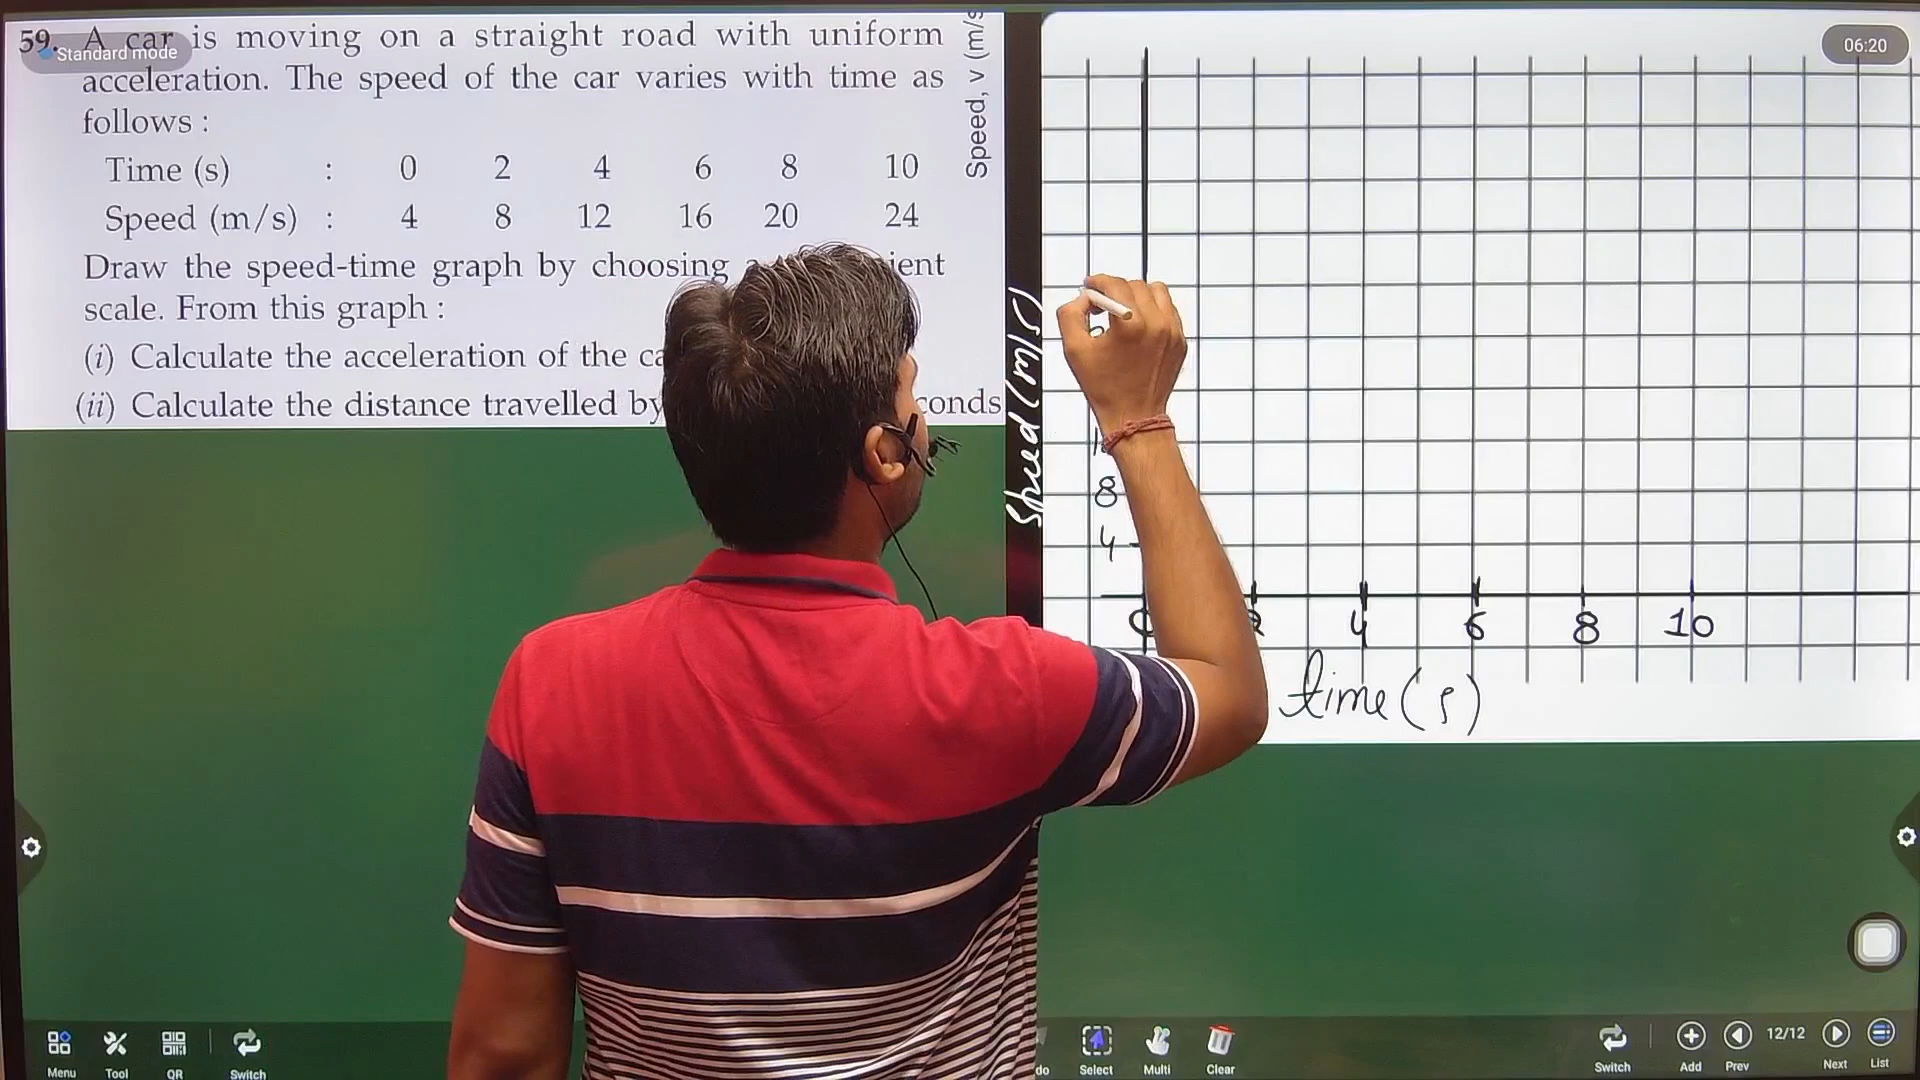 59. A car is moving on a straight road with uniform
Standard mode
acceleration. The speed of the car varies with time as
follows :
Time (s) : 0 2 4 6 8 10
Speed (m/s) : 4 8 12 16 20 24
Draw the speed-time graph by choosing
scale. From this graph :
(i) Calculate the acceleration of the
(ii) Calculate the distance travelled by
Speed, v (m/s
06:20
Speed (m/s)
8
4
4 6 8 10
time (s)
Menu Tool QR Switch
Select Multi Clear
Switch Add Prev 12/12 Next List